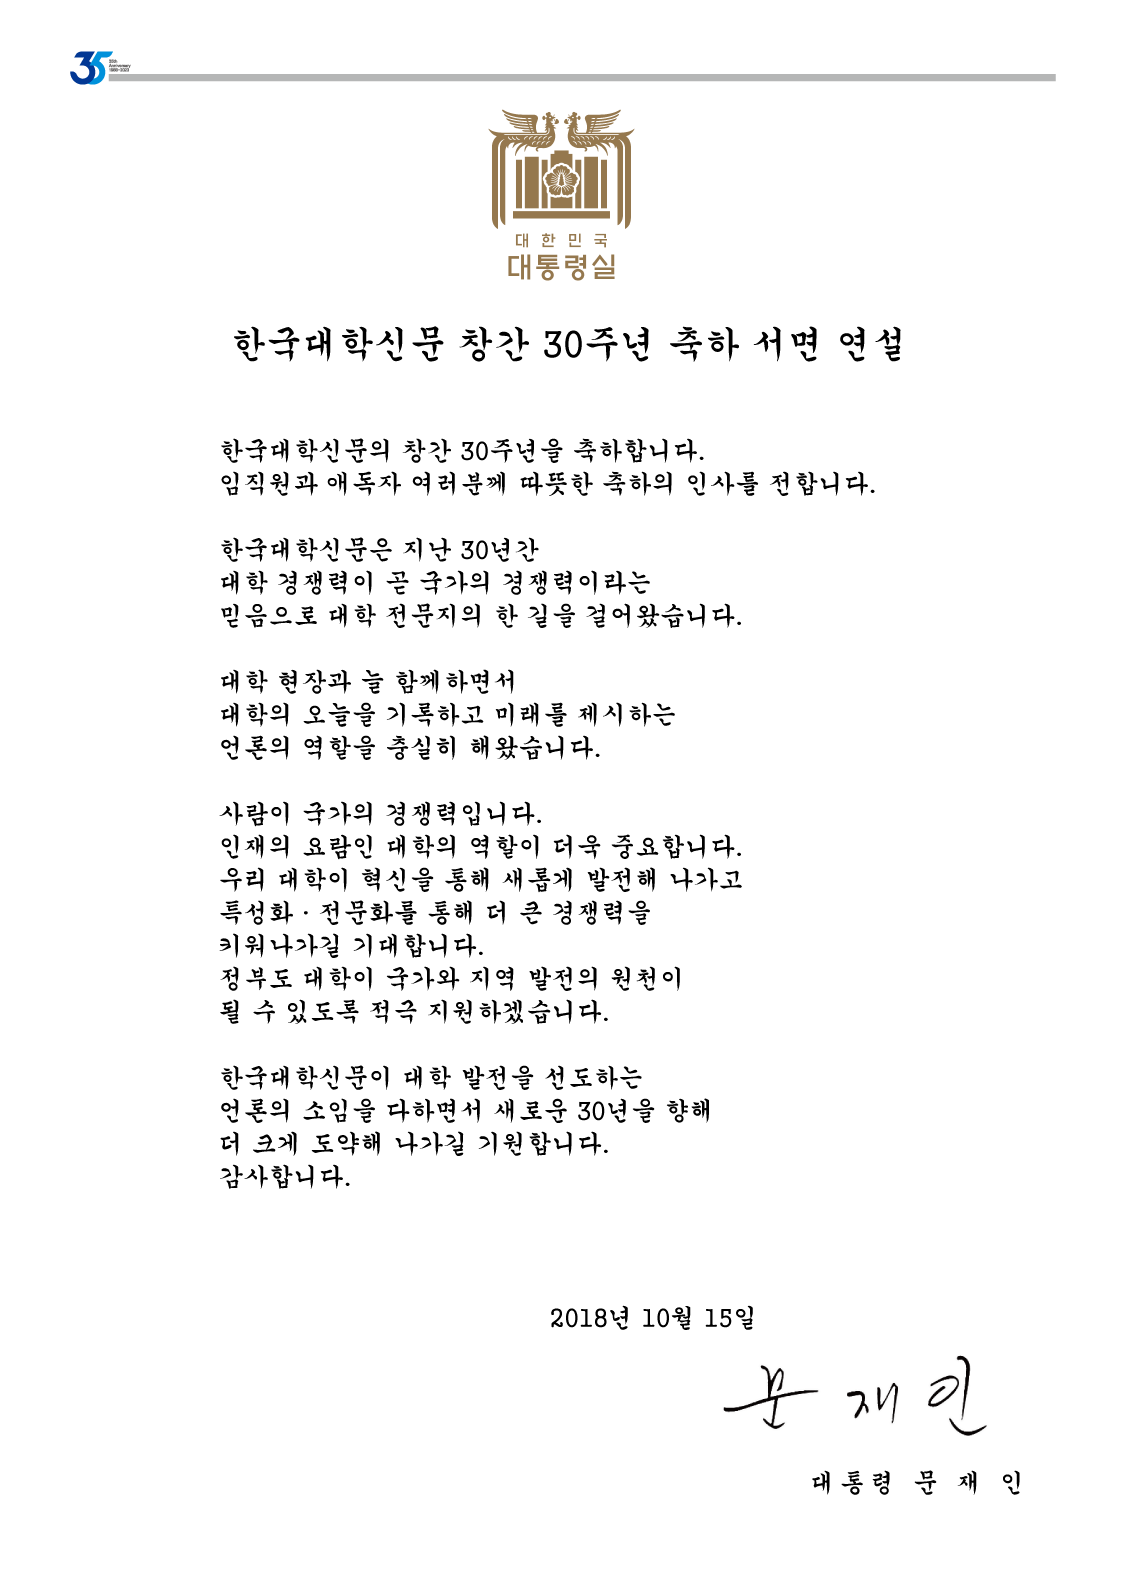 35
35th
Anniversary
1988-2023
대한민국
대통령실
한국대학신문 창간 30주년 축하 서면 연설
한국대학신문의 창간 30주년을 축하합니다.
임직원과 애독자 여러분께 따뜻한 축하의 인사를 전합니다.
한국대학신문은 지난 30년간
대학 경쟁력이 곧 국가의 경쟁력이라는
믿음으로 대학 전문지의 한 길을 걸어왔습니다.
대학 현장과 늘 함께하면서
대학의 오늘을 기록하고 미래를 제시하는
언론의 역할을 충실히 해왔습니다.
사람이 국가의 경쟁력입니다.
인재의 요람인 대학의 역할이 더욱 중요합니다.
우리 대학이 혁신을 통해 새롭게 발전해 나가고
특성화·전문화를 통해 더 큰 경쟁력을
키워나가길 기대합니다.
정부도 대학이 국가와 지역 발전의 원천이
될 수 있도록 적극 지원하겠습니다.
한국대학신문이 대학 발전을 선도하는
언론의 소임을 다하면서 새로운 30년을 향해
더 크게 도약해 나가길 기원합니다.
감사합니다.
2018년 10월 15일
문재인
대통령 문 재 인